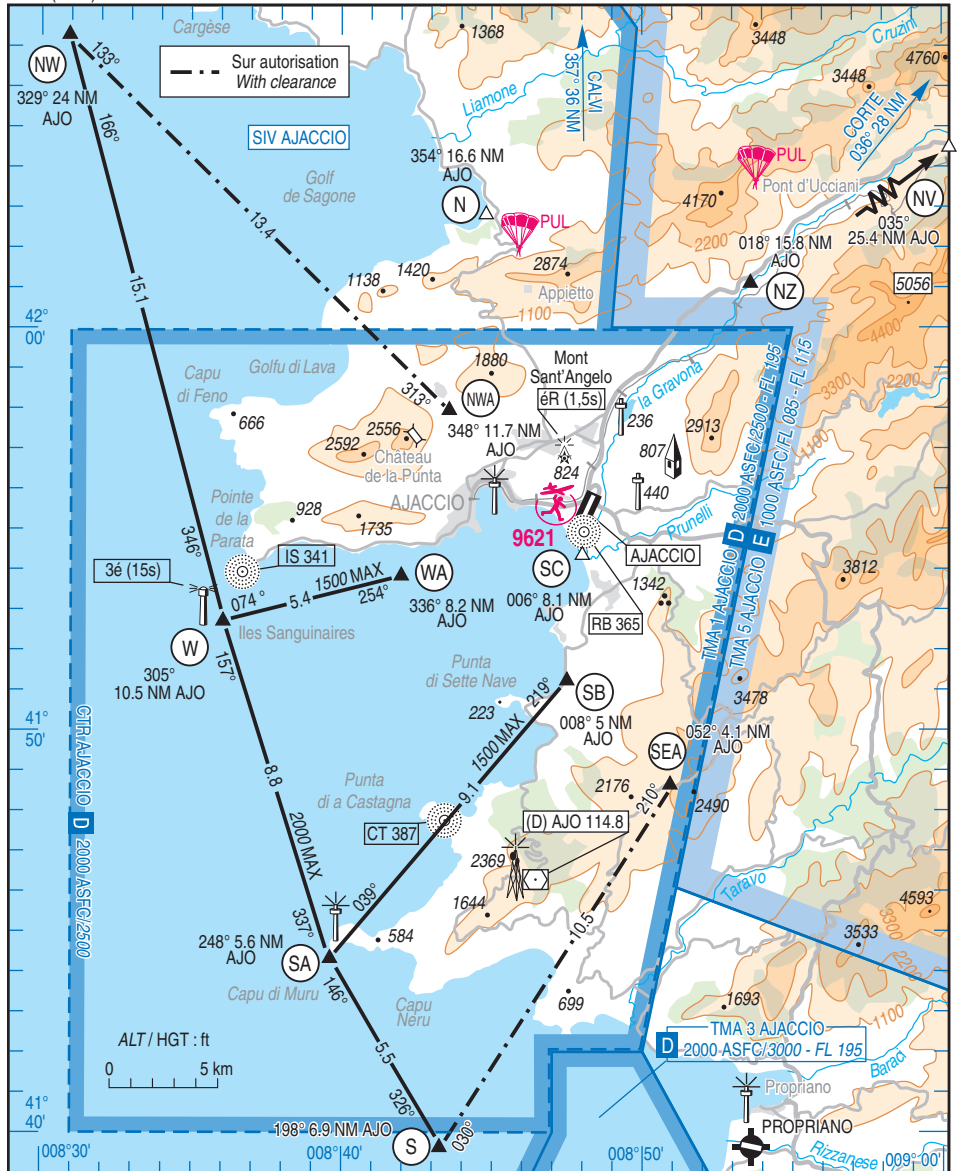 Cargèse
1368
3448
Cruzini
4760
NW
133°
Sur autorisation
With clearance
357° 36 NM
CALVI
3448
CORTE
036° 28 NM
329° 24 NM
AJO
166°
Liamone
SIV AJACCIO
354° 16.6 NM
AJO
Golf
de Sagone
N
PUL
PUL
Pont d'Ucciani
4170
NV
035°
25.4 NM AJO
2200
018° 15.8 NM
AJO
NZ
13.4
15.1
1138
1420
2874
Appietto
1100
5056
4400
42°
00'
Golfu di Lava
Capu
di Feno
1880
Mont
Sant'Angelo
éR (1,5s)
la Gravona
3300
2200
1100
313°
NWA
348° 11.7 NM
AJO
666
2556
2592
Château
de la Punta
236
2913
807
824
440
AJACCIO
Pointe
de la
Parata
928
1735
9621
Prunelli
346°
IS 341
AJACCIO
3é (15s)
074°
5.4
1500 MAX
254°
WA
336° 8.2 NM
AJO
SC
006° 8.1 NM
AJO
1342
RB 365
3812
Iles Sanguinaires
W
305°
10.5 NM AJO
157°
Punta
di Sette Nave
219°
SB
008° 5 NM
AJO
223
3478
TMA 1 AJACCIO D 2000 ASFC/2500 - FL 195
TMA 5 AJACCIO E 1000 ASFC/FL 085 - FL 115
41°
50'
052° 4.1 NM
AJO
SEA
CTR AJACCIO D 2000 ASFC/2500
8.8
2000 MAX
1500 MAX
9.1
Punta
di a Castagna
CT 387
2176
210°
2490
(D) AJO 114.8
2369
039°
1644
10.5
Taravo
4593
3300
2200
3533
337°
248° 5.6 NM
AJO
SA
584
Capu di Muru
146°
Capu
Neru
699
1693
1100
ALT / HGT : ft
0 5 km
5.5
TMA 3 AJACCIO
D 2000 ASFC/3000 - FL 195
Baraci
Propriano
PROPRIANO
Rizzanese
41°
40'
326°
198° 6.9 NM AJO
S
030°
008°30'
008°40'
008°50'
009°00'